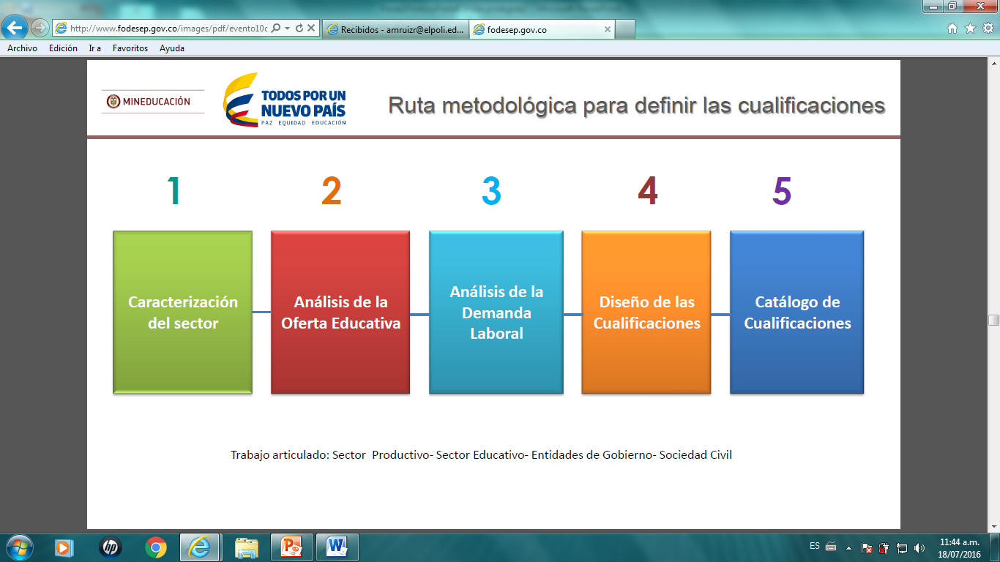 http://www.fodesep.gov.co/images/pdf/evento10c
Recibidos - amruizr@elpoli.ed...
fodesep.gov.co
Archivo Edición Ir a Favoritos Ayuda
MINEDUCACIÓN
TODOS POR UN
NUEVO PAÍS
PAZ EQUIDAD EDUCACIÓN
Ruta metodológica para definir las cualificaciones
1 2 3 4 5
Caracterización
del sector
Análisis de la
Oferta Educativa
Análisis de la
Demanda
Laboral
Diseño de las
Cualificaciones
Catálogo de
Cualificaciones
Trabajo articulado: Sector Productivo- Sector Educativo- Entidades de Gobierno- Sociedad Civil
hp
ES
11:44 a.m.
18/07/2016